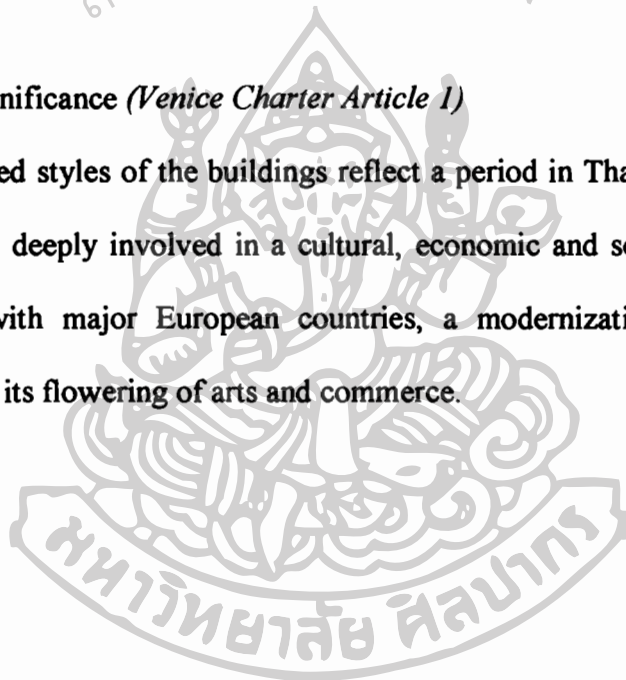 nificance (Venice Charter Article 1)
ed styles of the buildings reflect a period in Tha
deeply involved in a cultural, economic and s
with major European countries, a modernizati
its flowering of arts and commerce.
มหาวิทยาลัย ศิลปากร